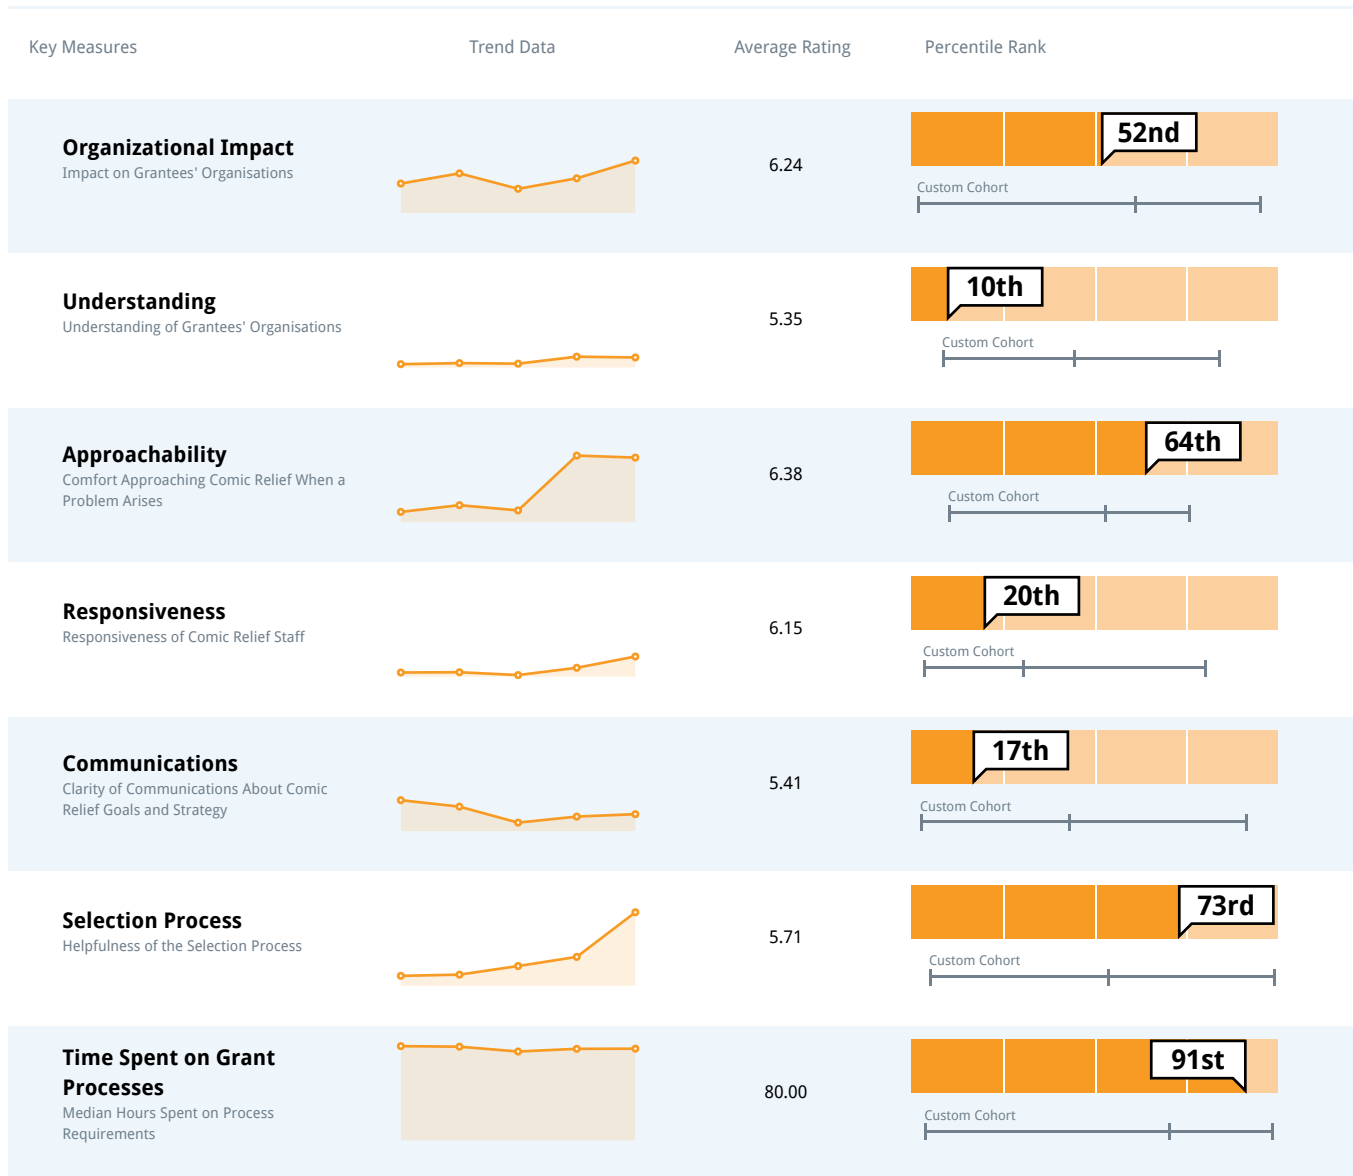 Key Measures
Trend Data
Average Rating
Percentile Rank
Organizational Impact
Impact on Grantees' Organisations
6.24
52nd
Custom Cohort
Understanding
Understanding of Grantees' Organisations
5.35
10th
Custom Cohort
Approachability
Comfort Approaching Comic Relief When a
Problem Arises
6.38
64th
Custom Cohort
Responsiveness
Responsiveness of Comic Relief Staff
6.15
20th
Custom Cohort
Communications
Clarity of Communications About Comic
Relief Goals and Strategy
5.41
17th
Custom Cohort
Selection Process
Helpfulness of the Selection Process
5.71
73rd
Custom Cohort
Time Spent on Grant
Processes
Median Hours Spent on Process
Requirements
80.00
91st
Custom Cohort